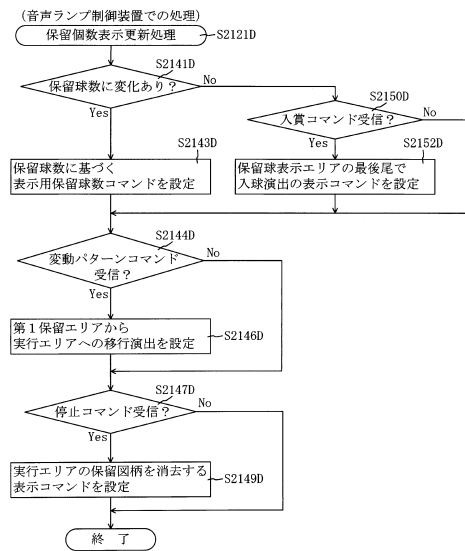 (音声ランプ制御装置での処理)
保留個数表示更新処理
S2121D
S2141D
保留球数に変化あり?
No
Yes
S2150D
入賞コマンド受信?
No
Yes
S2143D
保留球数に基づく
表示用保留球数コマンドを設定
S2152D
保留球表示エリアの最後尾で
入球演出の表示コマンドを設定
S2144D
変動パターンコマンド
受信?
No
Yes
第1保留エリアから
実行エリアへの移行演出を設定
S2146D
S2147D
停止コマンド受信?
No
Yes
実行エリアの保留図柄を消去する
表示コマンドを設定
S2149D
終了